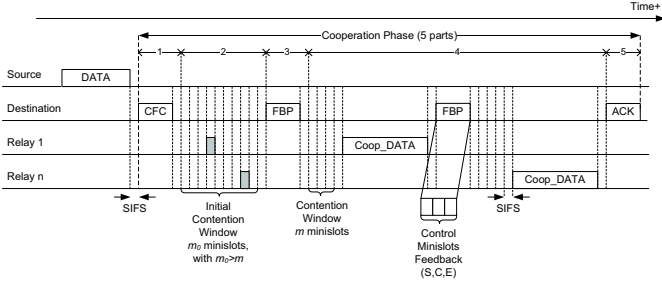 Time+
Cooperation Phase (5 parts)
1 2 3 4 5
Source DATA
Destination CFC FBP FBP ACK
Relay 1 Coop_DATA
Relay n Coop_DATA
SIFS SIFS
Initial
Contention
Window
m₀ minislots,
with m₀>m
Contention
Window
m minislots
Control
Minislots
Feedback
(S,C,E)